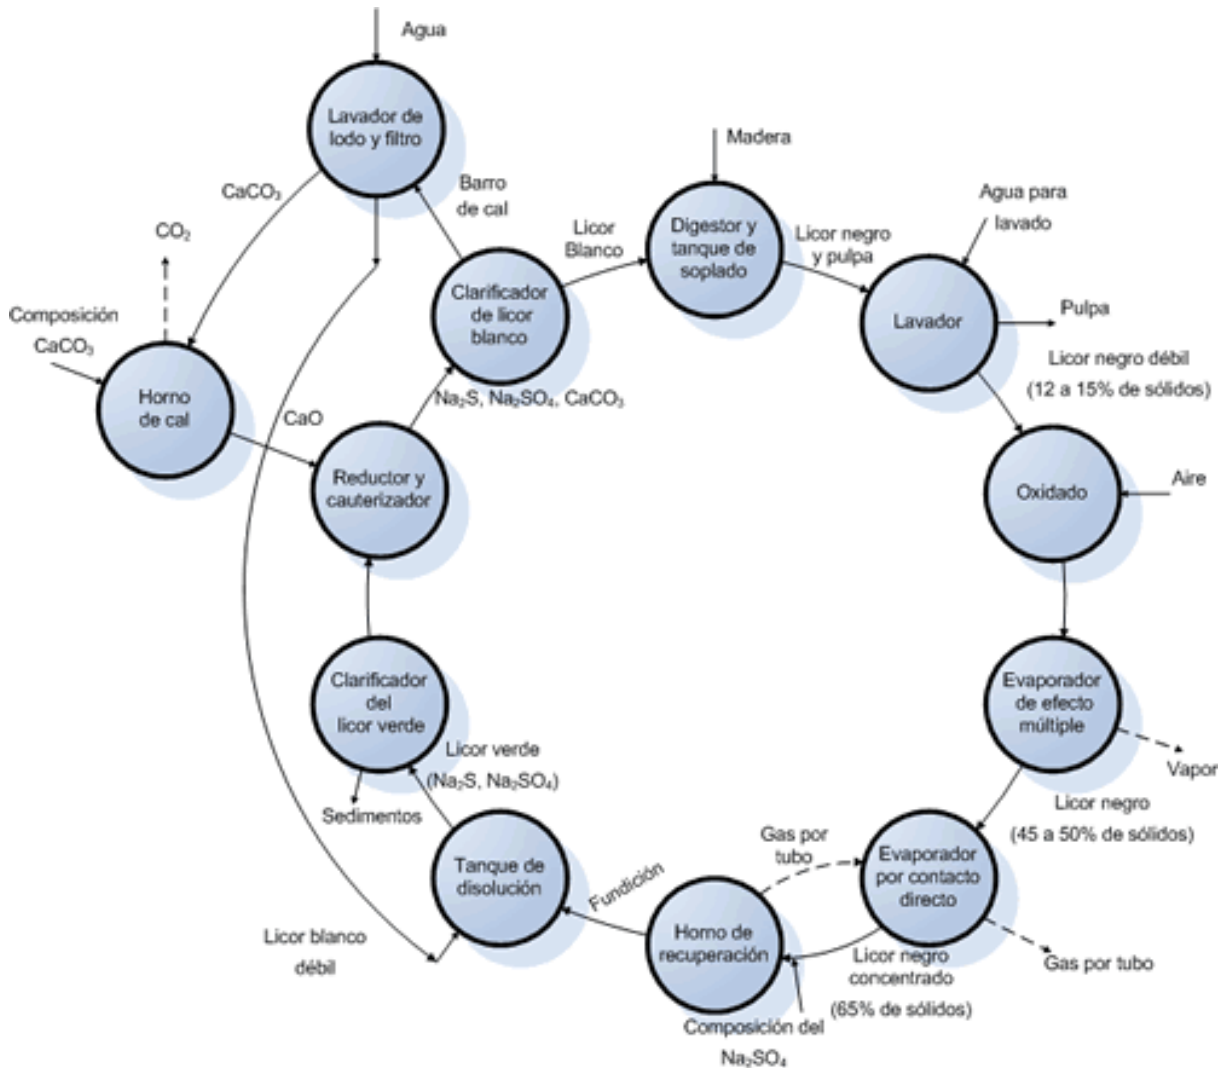 Agua
Lavador de
lodo y filtro
CaCO₃
Barro
de cal
CO₂
Composición
CaCO₃
Horno
de cal
CaO
Licor
Blanco
Clarificador
de licor
blanco
Na₂S, Na₂SO₄, CaCO₃
Reductor y
cauterizador
Madera
Digestor y
tanque de
soplado
Licor negro
y pulpa
Agua para
lavado
Lavador
Pulpa
Licor negro débil
(12 a 15% de sólidos)
Oxidado
Aire
Evaporador
de efecto
múltiple
Vapor
Licor negro
(45 a 50% de sólidos)
Evaporador
por contacto
directo
Gas por tubo
Gas por
tubo
Licor negro
concentrado
(65% de sólidos)
Horno de
recuperación
Composición del
Na₂SO₄
Fundición
Tanque de
disolución
Licor blanco
débil
Licor verde
(Na₂S, Na₂SO₄)
Clarificador
del
licor verde
Sedimentos